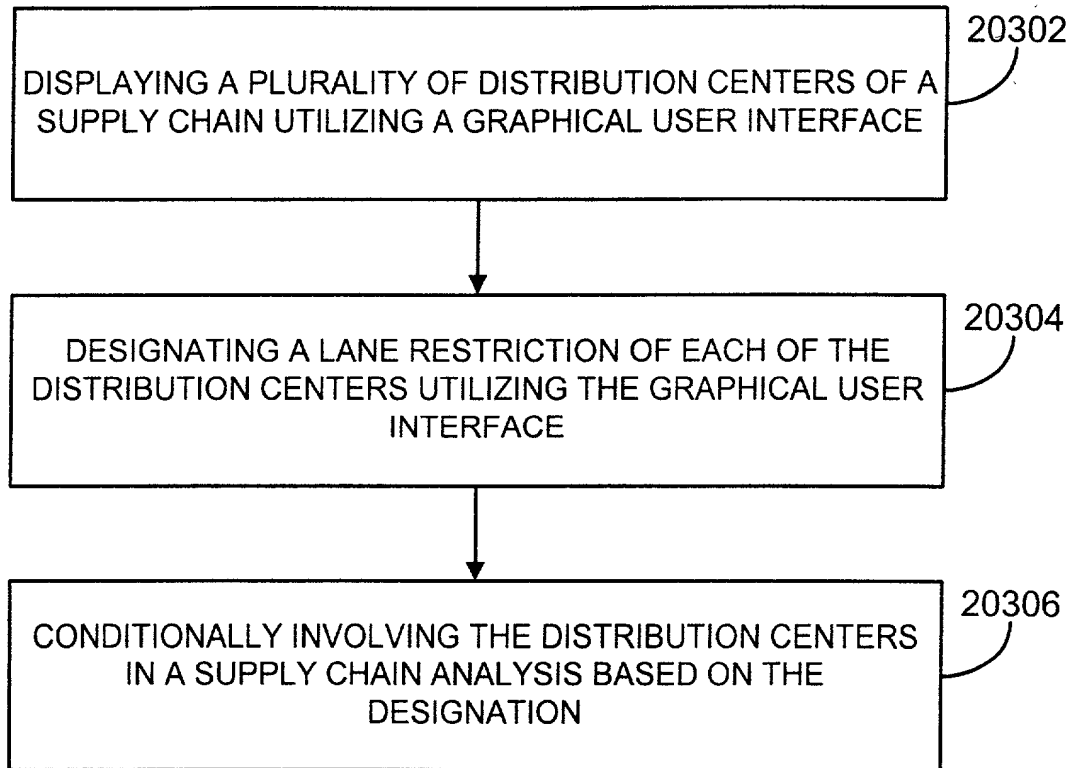 20302
DISPLAYING A PLURALITY OF DISTRIBUTION CENTERS OF A
SUPPLY CHAIN UTILIZING A GRAPHICAL USER INTERFACE
20304
DESIGNATING A LANE RESTRICTION OF EACH OF THE
DISTRIBUTION CENTERS UTILIZING THE GRAPHICAL USER
INTERFACE
20306
CONDITIONALLY INVOLVING THE DISTRIBUTION CENTERS
IN A SUPPLY CHAIN ANALYSIS BASED ON THE
DESIGNATION